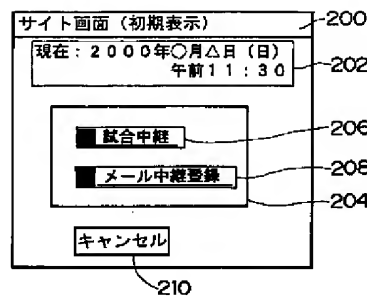 サイト画面（初期表示）
200
現在：２０００年○月△日（日）
午前１１：３０
202
試合中継
206
メール中継登録
208
204
キャンセル
210